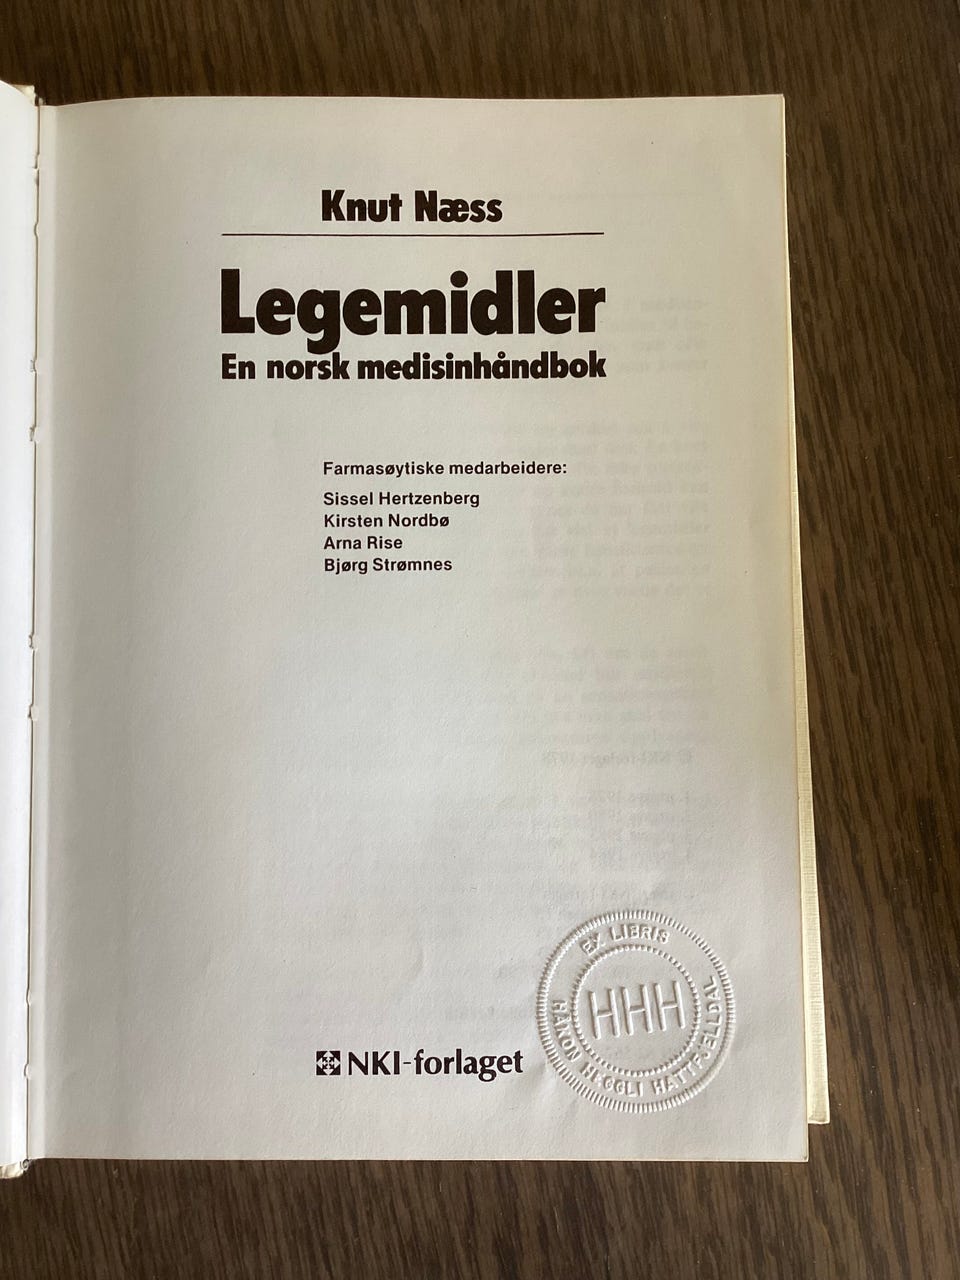 Knut Næss
Legemidler
En norsk medisinhåndbok
Farmasøytiske medarbeidere:
Sissel Hertzenberg
Kirsten Nordbø
Arna Rise
Bjørg Strømnes
NKI-forlaget
EX LIBRIS
HHH
HÅKON HEGGLI HATTFJELLDAL